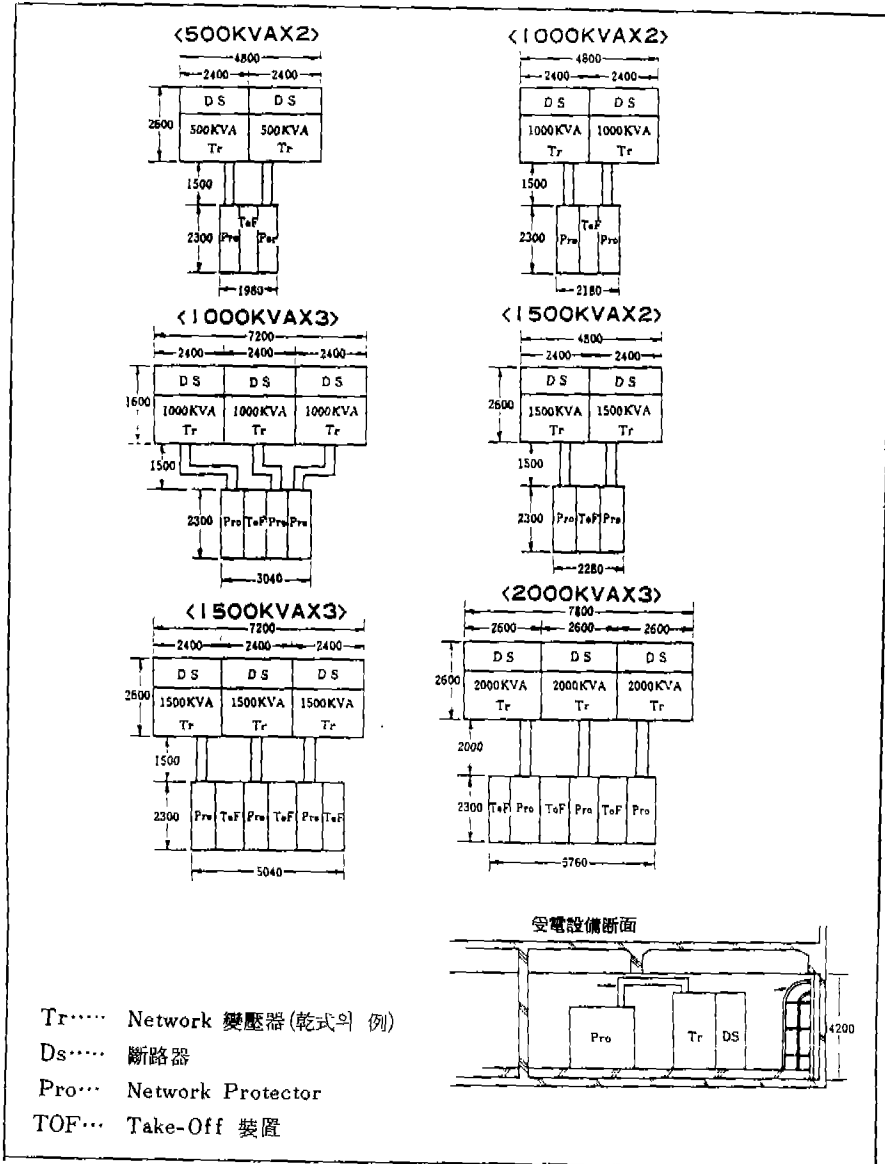 <500KVAX2>
4800
2400 2400
DS DS
500KVA 500KVA
Tr Tr
2600
1500
ToF
Pro Por
2300
1960
<1000KVAX2>
4800
2400 2400
DS DS
1000KVA 1000KVA
Tr Tr
1500
ToF
Pro Pro
2300
2180
<1000KVAX3>
7200
2400 2400 2400
DS DS DS
1000KVA 1000KVA 1000KVA
Tr Tr Tr
1600
1500
Pro ToF Pro Pro
2300
3040
<1500KVAX2>
4800
2400 2400
DS DS
1500KVA 1500KVA
Tr Tr
2600
1500
Pro ToF Pro
2300
2280
<1500KVAX3>
7200
2400 2400 2400
DS DS DS
1500KVA 1500KVA 1500KVA
Tr Tr Tr
2600
1500
Pro ToF Pro ToF Pro ToF
2300
5040
<2000KVAX3>
7800
2600 2600 2600
DS DS DS
2000KVA 2000KVA 2000KVA
Tr Tr Tr
2600
2000
ToF Pro ToF Pro ToF Pro
2300
5760
受電設備断面
Pro Tr DS
4200
Tr····· Network 變壓器(乾式의 例)
Ds····· 斷路器
Pro··· Network Protector
TOF··· Take-Off 裝置